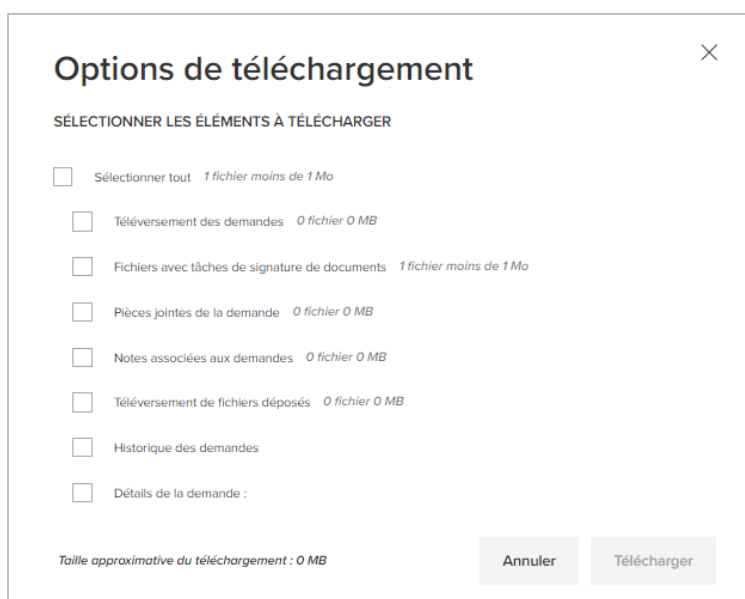 Options de téléchargement
SÉLECTIONNER LES ÉLÉMENTS À TÉLÉCHARGER
Sélectionner tout 1 fichier moins de 1 Mo
Téléversement des demandes 0 fichier 0 MB
Fichiers avec tâches de signature de documents 1 fichier moins de 1 Mo
Pièces jointes de la demande 0 fichier 0 MB
Notes associées aux demandes 0 fichier 0 MB
Téléversement de fichiers déposés 0 fichier 0 MB
Historique des demandes
Détails de la demande :
Taille approximative du téléchargement : 0 MB Annuler Télécharger